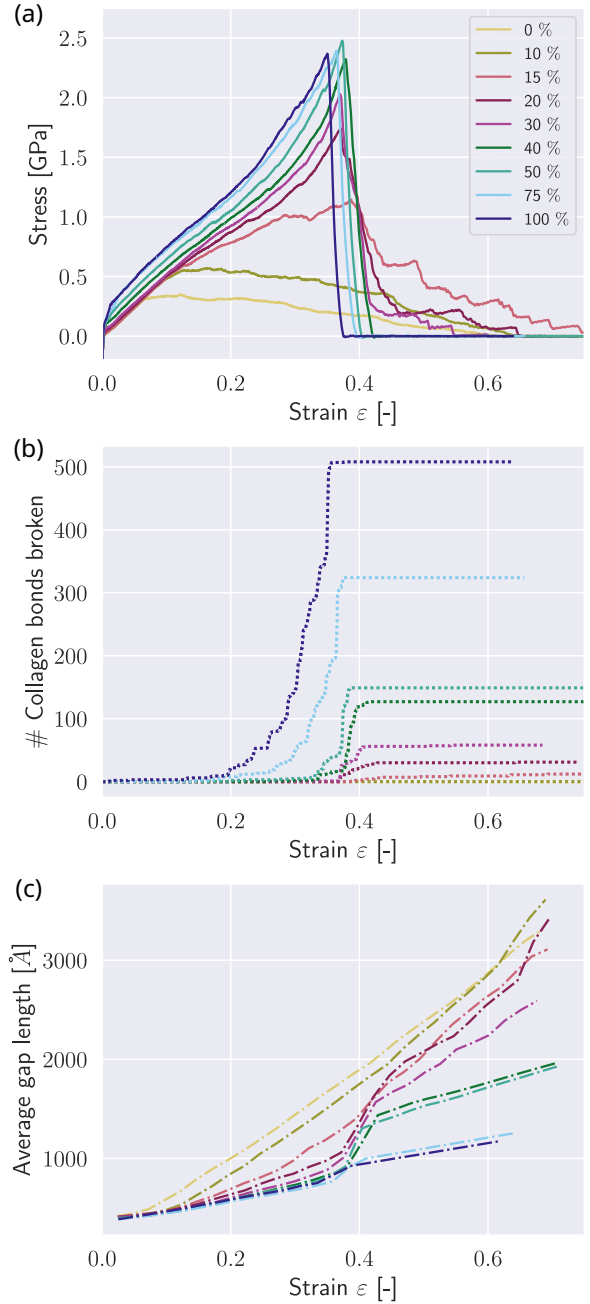 (a)
Stress [GPa]
2.5
2.0
1.5
1.0
0.5
0.0
0 %
10 %
15 %
20 %
30 %
40 %
50 %
75 %
100 %
0.0 0.2 0.4 0.6
Strain ε [-]
(b)
# Collagen bonds broken
500
400
300
200
100
0
0.0 0.2 0.4 0.6
Strain ε [-]
(c)
Average gap length [Å]
3000
2000
1000
0.0 0.2 0.4 0.6
Strain ε [-]